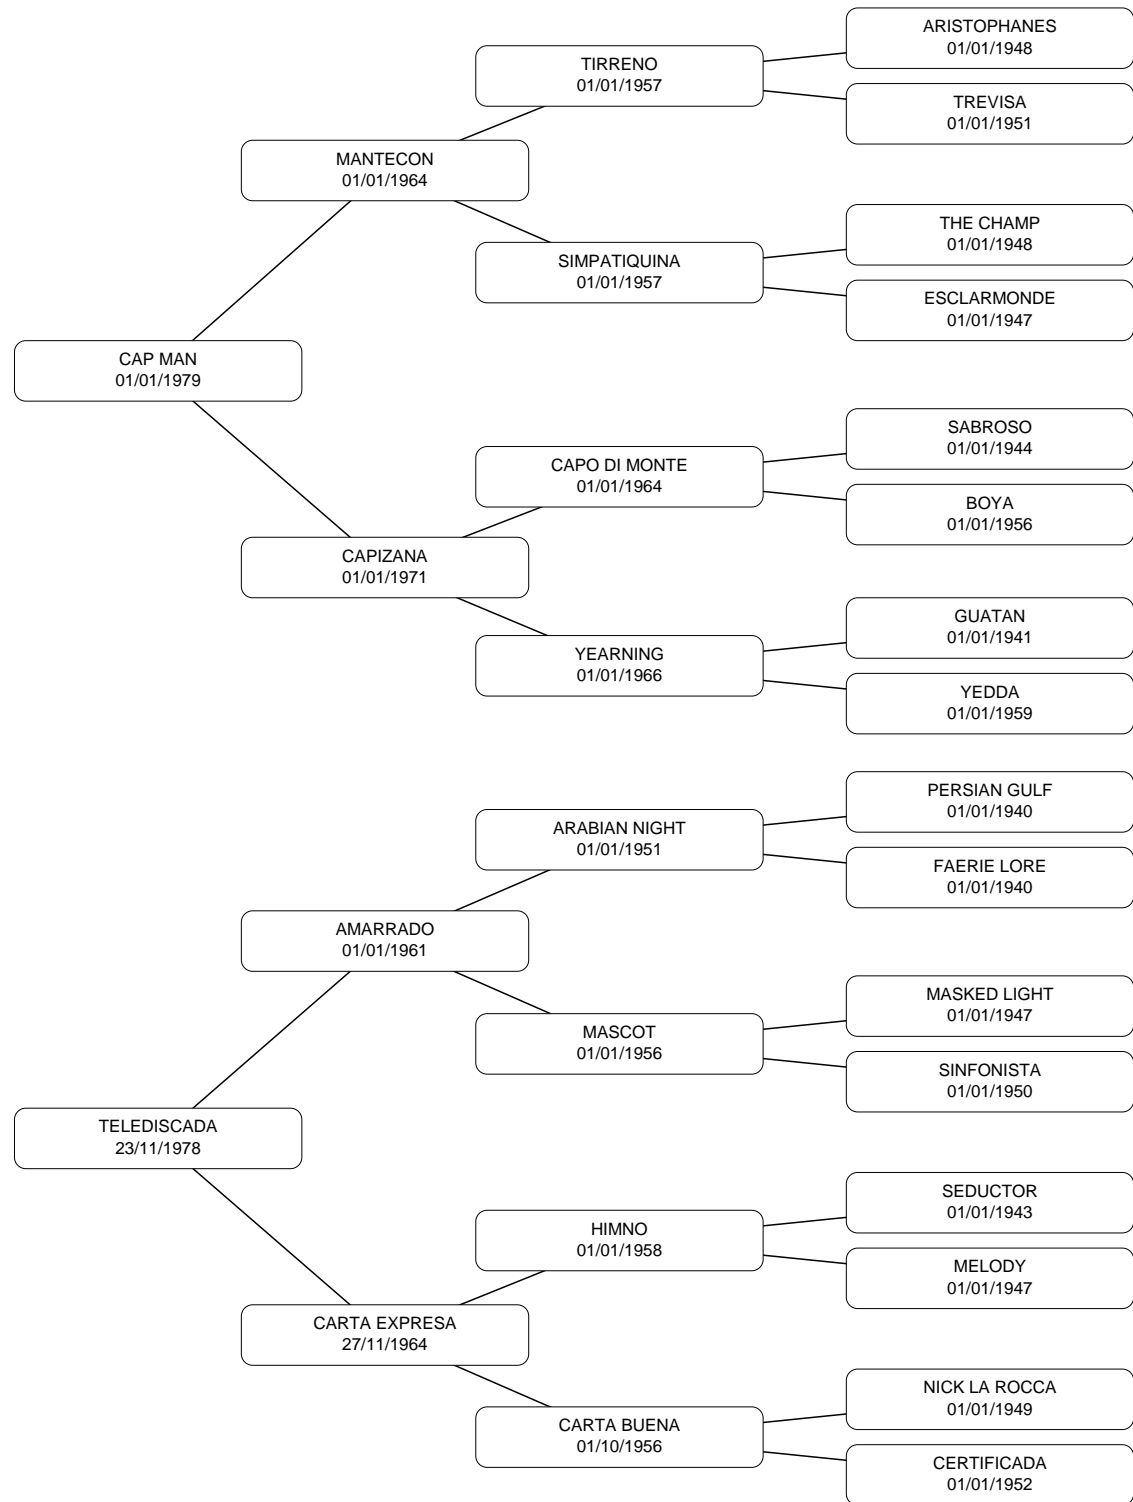 ARISTOPHANES
01/01/1948
TIRRENO
01/01/1957
TREVISA
01/01/1951
MANTECON
01/01/1964
THE CHAMP
01/01/1948
SIMPATIQUINA
01/01/1957
ESCLARMONDE
01/01/1947
CAP MAN
01/01/1979
SABROSO
01/01/1944
CAPO DI MONTE
01/01/1964
BOYA
01/01/1956
CAPIZANA
01/01/1971
GUATAN
01/01/1941
YEARNING
01/01/1966
YEDDA
01/01/1959
PERSIAN GULF
01/01/1940
ARABIAN NIGHT
01/01/1951
FAERIE LORE
01/01/1940
AMARRADO
01/01/1961
MASKED LIGHT
01/01/1947
MASCOT
01/01/1956
SINFONISTA
01/01/1950
TELEDISCADA
23/11/1978
SEDUCTOR
01/01/1943
HIMNO
01/01/1958
MELODY
01/01/1947
CARTA EXPRESA
27/11/1964
NICK LA ROCCA
01/01/1949
CARTA BUENA
01/10/1956
CERTIFICADA
01/01/1952